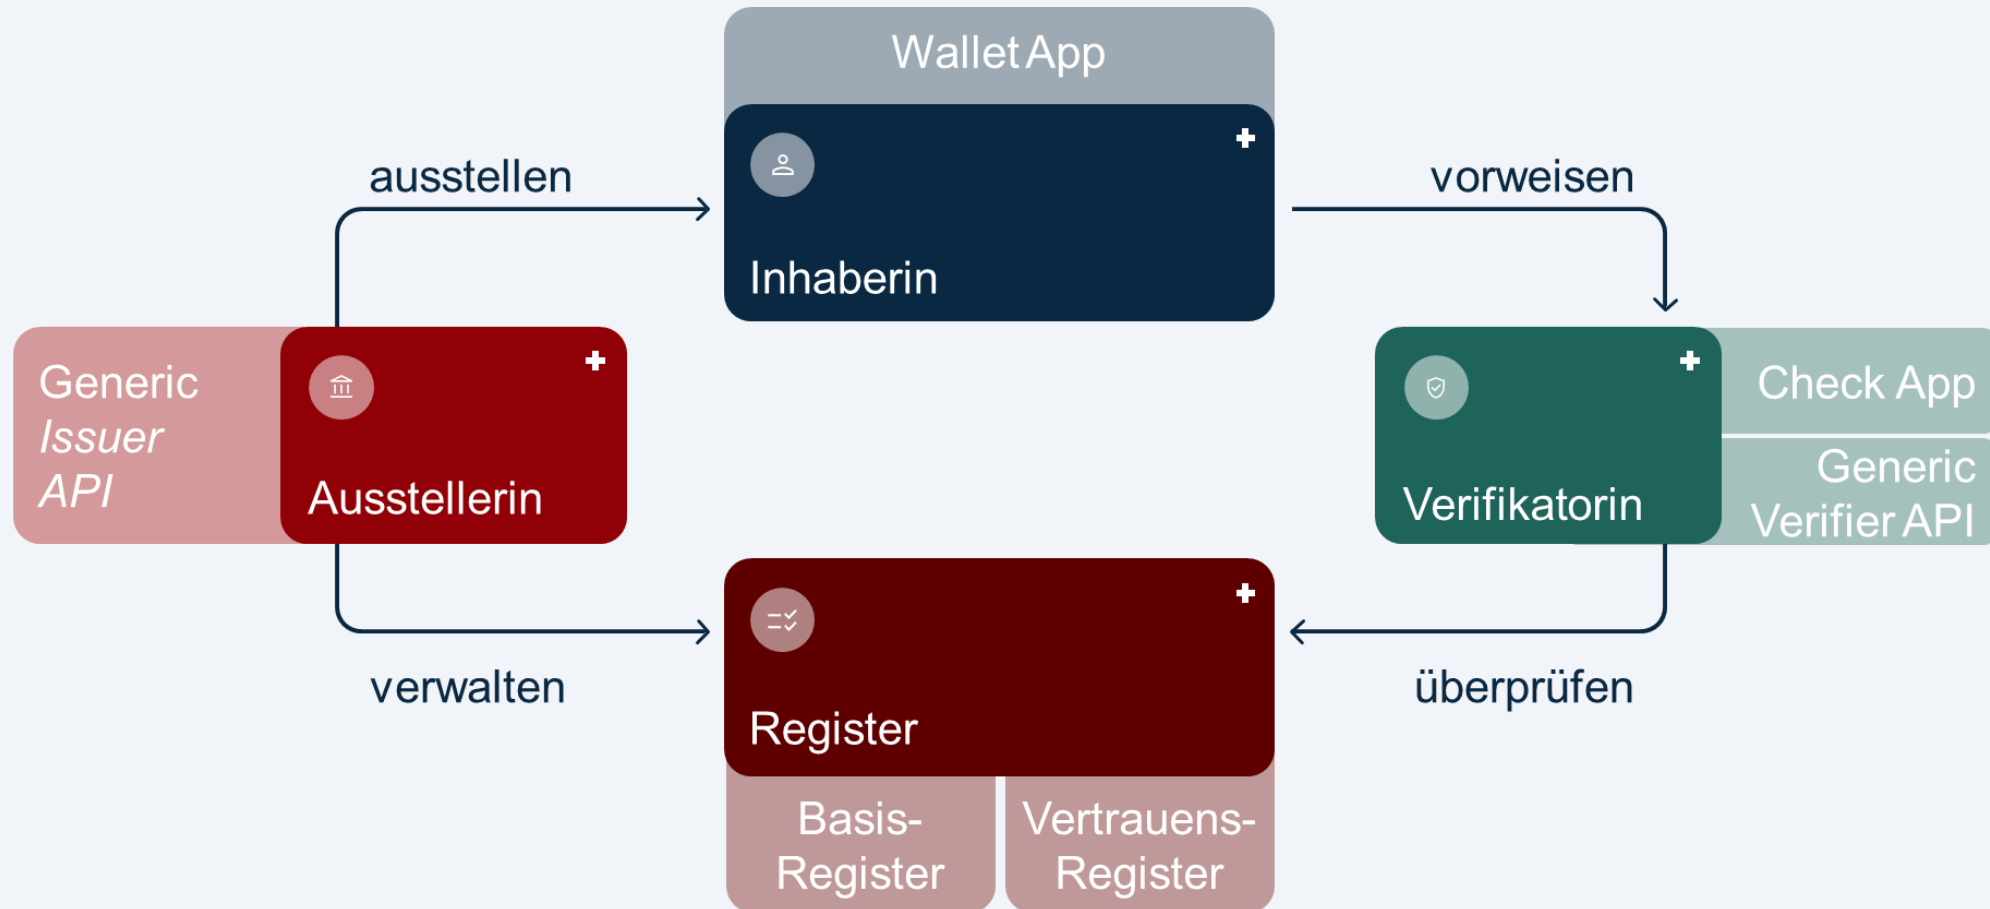 Wallet App
ausstellen
vorweisen
Inhaberin
Generic
Issuer
API
Ausstellerin
Verifikatorin
Check App
Generic
Verifier API
verwalten
überprüfen
Register
Basis-
Register
Vertrauens-
Register